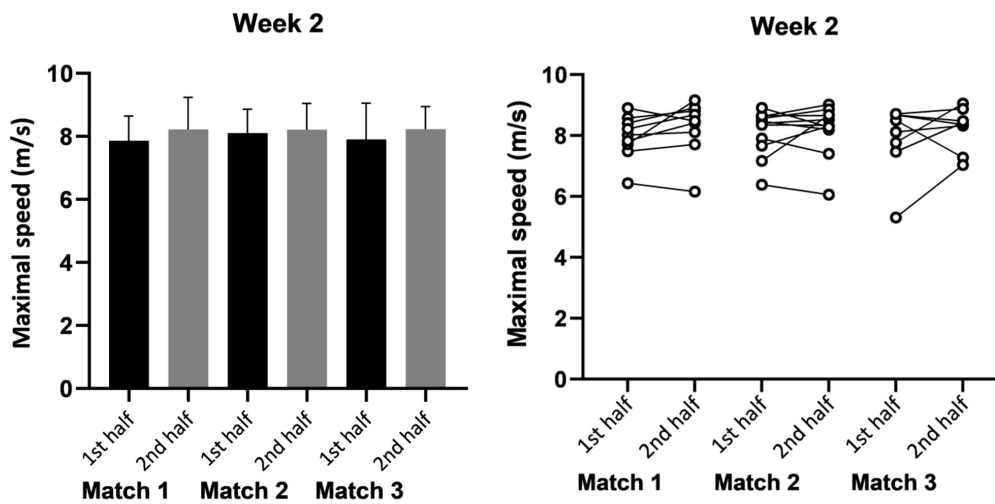 Week 2
Maximal speed (m/s)
10
8
6
4
2
0
1st half
2nd half
1st half
2nd half
1st half
2nd half
Match 1
Match 2
Match 3
Week 2
Maximal speed (m/s)
10
8
6
4
2
0
1st half
2nd half
1st half
2nd half
1st half
2nd half
Match 1
Match 2
Match 3